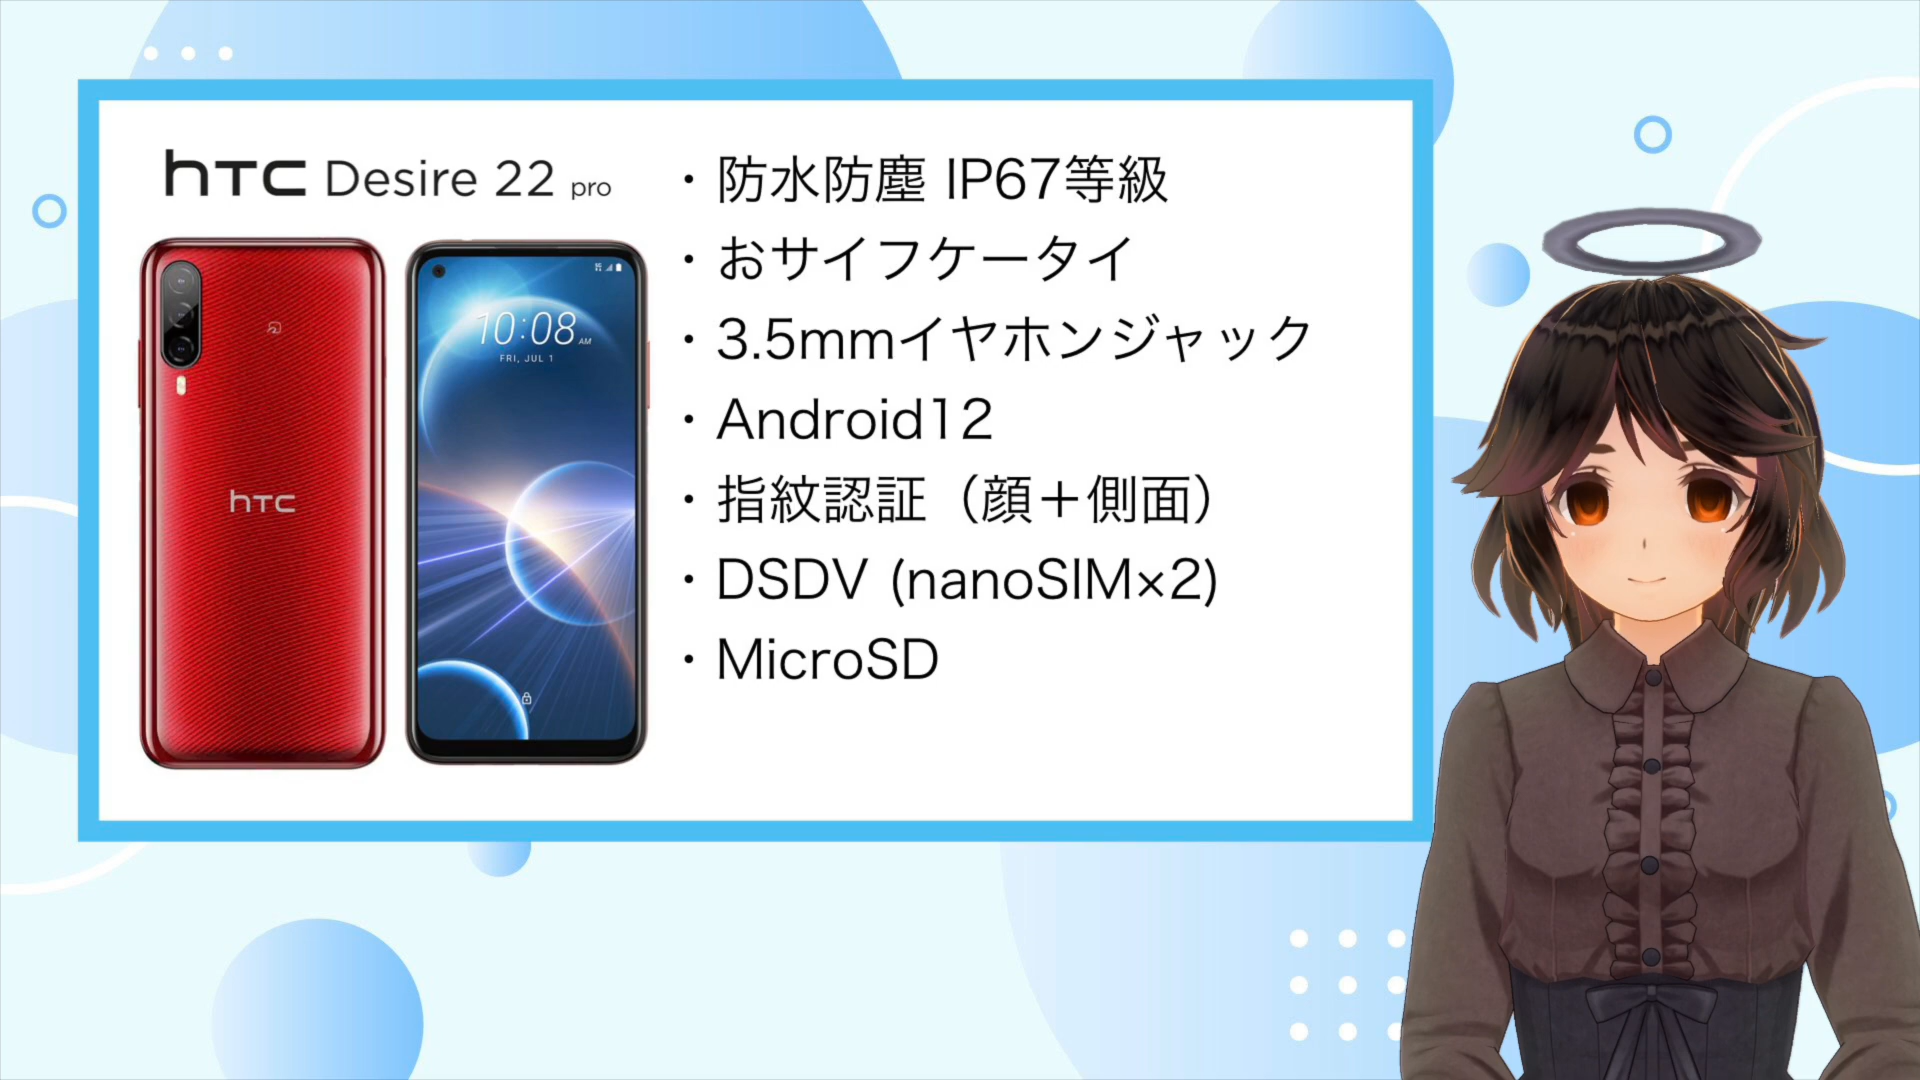 hTC Desire 22 pro
・防水防塵 IP67等級
・おサイフケータイ
・3.5mmイヤホンジャック
・Android12
・指紋認証（顔＋側面）
・DSDV (nanoSIM×2)
・MicroSD
hTC
10:08 AM
FRI, JUL 1